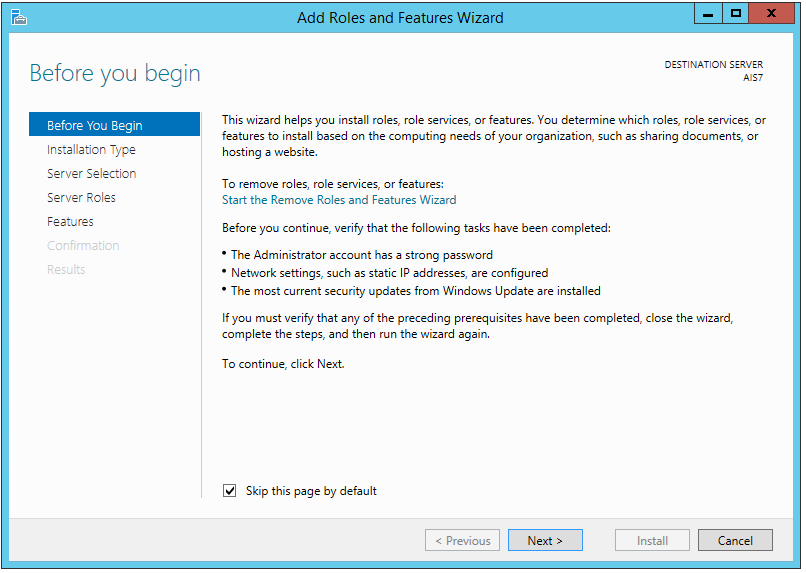 Add Roles and Features Wizard
Before you begin
DESTINATION SERVER
AIS7
Before You Begin
Installation Type
Server Selection
Server Roles
Features
Confirmation
Results
This wizard helps you install roles, role services, or features. You determine which roles, role services, or
features to install based on the computing needs of your organization, such as sharing documents, or
hosting a website.
To remove roles, role services, or features:
Start the Remove Roles and Features Wizard
Before you continue, verify that the following tasks have been completed:
• The Administrator account has a strong password
• Network settings, such as static IP addresses, are configured
• The most current security updates from Windows Update are installed
If you must verify that any of the preceding prerequisites have been completed, close the wizard,
complete the steps, and then run the wizard again.
To continue, click Next.
Skip this page by default
< Previous
Next >
Install
Cancel